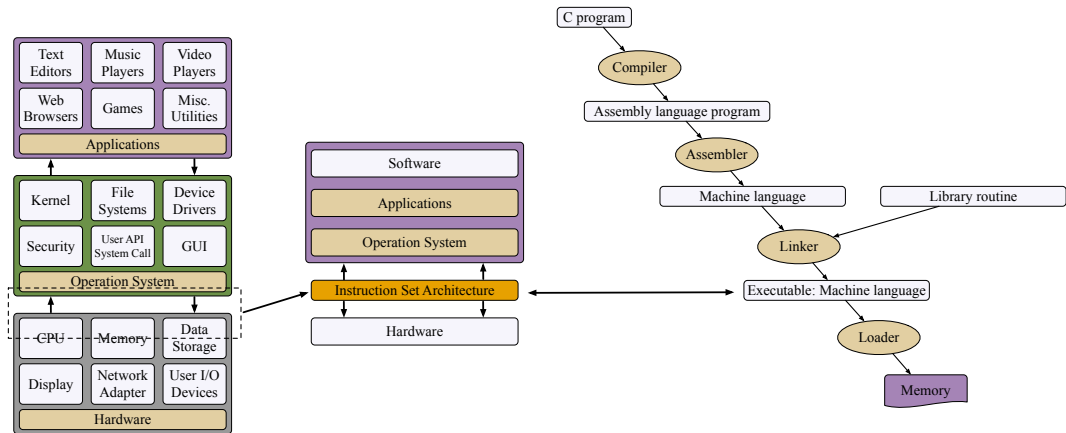 Text
Editors
Music
Players
Video
Players
Web
Browsers
Games
Misc.
Utilities
Applications
Kernel
File
Systems
Device
Drivers
Security
User API
System Call
GUI
Operation System
CPU
Memory
Data
Storage
Display
Network
Adapter
User I/O
Devices
Hardware
Software
Applications
Operation System
Instruction Set Architecture
Hardware
C program
Compiler
Assembly language program
Assembler
Machine language
Library routine
Linker
Executable: Machine language
Loader
Memory